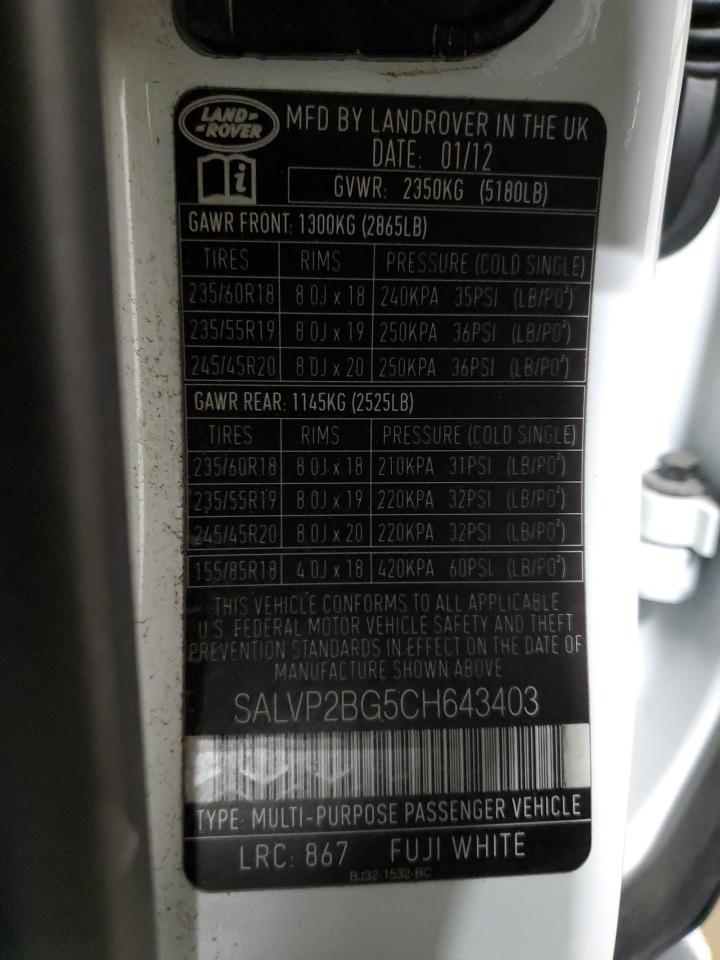 LAND-
-ROVER
MFD BY LANDROVER IN THE UK
DATE: 01/12
i
GVWR: 2350KG (5180LB)
GAWR FRONT: 1300KG (2865LB)
TIRES RIMS PRESSURE (COLD SINGLE)
235/60R18 8.0J x 18 240KPA 35PSI (LB/PO²)
235/55R19 8.0J x 19 250KPA 36PSI (LB/PO²)
245/45R20 8.0J x 20 250KPA 36PSI (LB/PO²)
GAWR REAR: 1145KG (2525LB)
TIRES RIMS PRESSURE (COLD SINGLE)
235/60R18 8.0J x 18 210KPA 31PSI (LB/PO²)
235/55R19 8.0J x 19 220KPA 32PSI (LB/PO²)
245/45R20 8.0J x 20 220KPA 32PSI (LB/PO²)
155/85R18 4.0J x 18 420KPA 60PSI (LB/PO²)
THIS VEHICLE CONFORMS TO ALL APPLICABLE
U.S. FEDERAL MOTOR VEHICLE SAFETY AND THEFT
PREVENTION STANDARDS IN EFFECT ON THE DATE OF
MANUFACTURE SHOWN ABOVE
SALVP2BG5CH643403
TYPE: MULTI-PURPOSE PASSENGER VEHICLE
LRC: 867 FUJI WHITE
BJ32-1532-BC